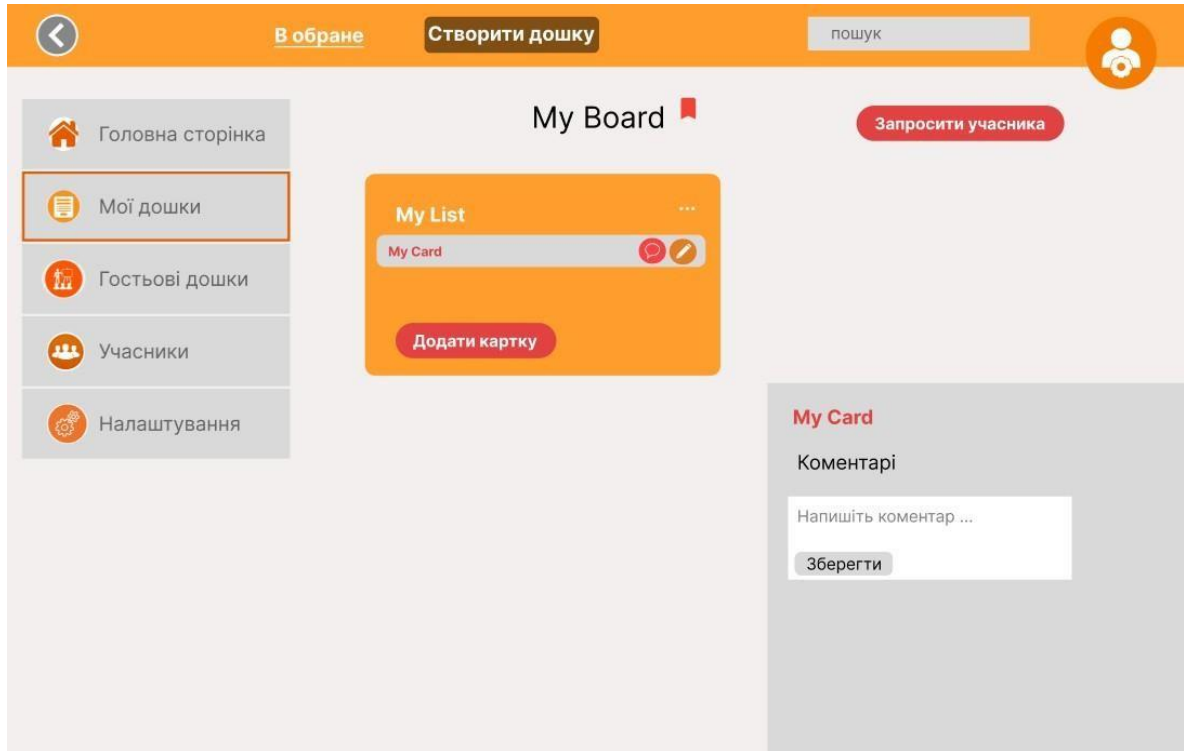 В обране
Створити дошку
пошук
My Board
Запросити учасника
Головна сторінка
Мої дошки
Гостьові дошки
Учасники
Налаштування
My List
...
My Card
Додати картку
My Card
Коментарі
Напишіть коментар ...
Зберегти